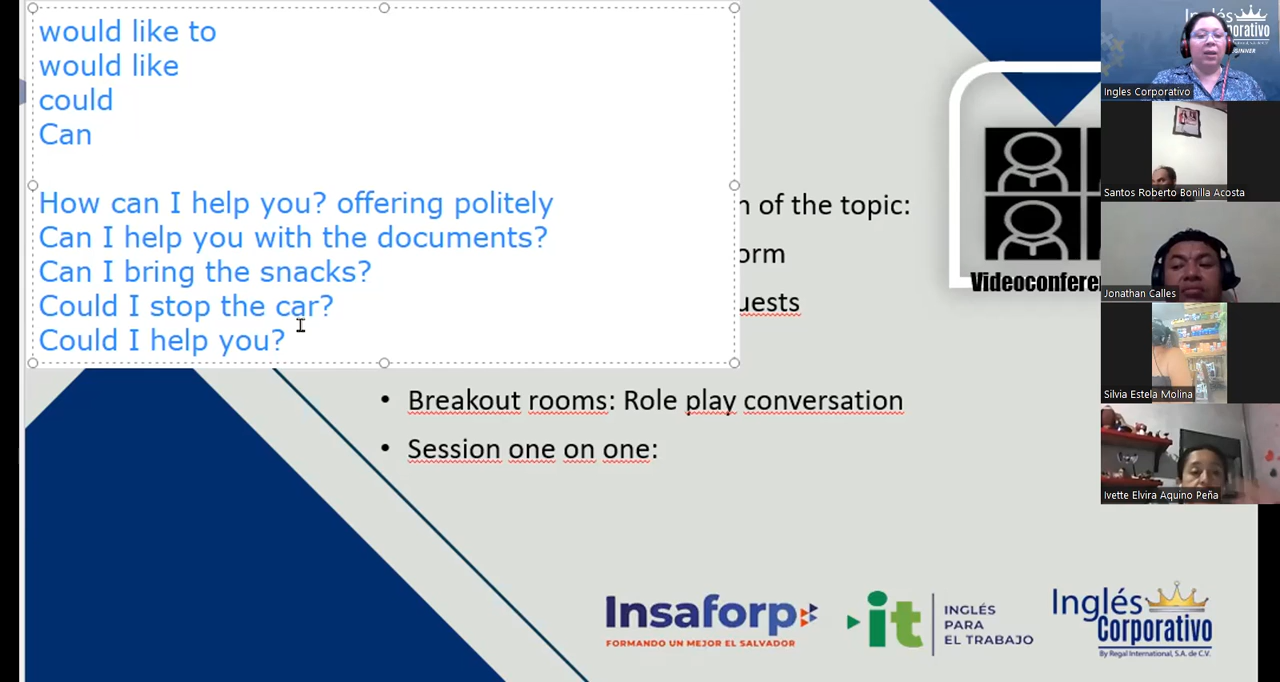 would like to
would like
could
Can
How can I help you? offering politely
Can I help you with the documents?
Can I bring the snacks?
Could I stop the car?
Could I help you?
n of the topic:
orm
uests
• Breakout rooms: Role play conversation
• Session one on one:
Videoconferen
Inglés
orporativo
Ingles Corporativo
Santos Roberto Bonilla Acosta
Jonathan Calles
Silvia Estela Molina
Ivette Elvira Aquino Peña
Insaforp
FORMANDO UN MEJOR EL SALVADOR
it
INGLÉS
PARA
EL TRABAJO
Inglés
Corporativo
By Regal International, S.A. de C.V.